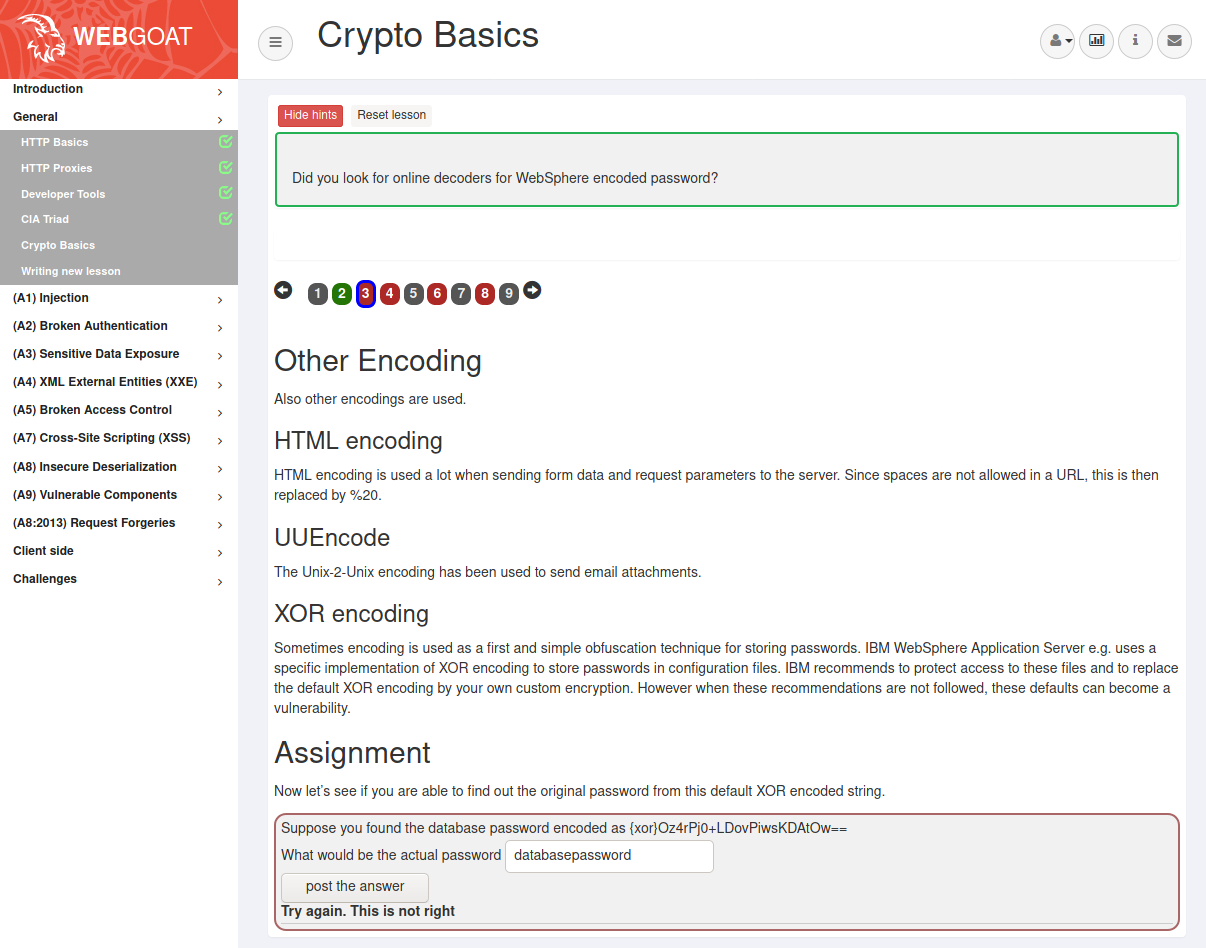 WEBGOAT
Crypto Basics
Introduction
General
HTTP Basics
HTTP Proxies
Developer Tools
CIA Triad
Crypto Basics
Writing new lesson
(A1) Injection
(A2) Broken Authentication
(A3) Sensitive Data Exposure
(A4) XML External Entities (XXE)
(A5) Broken Access Control
(A7) Cross-Site Scripting (XSS)
(A8) Insecure Deserialization
(A9) Vulnerable Components
(A8:2013) Request Forgeries
Client side
Challenges
Hide hints Reset lesson
Did you look for online decoders for WebSphere encoded password?
1 2 3 4 5 6 7 8 9
Other Encoding
Also other encodings are used.
HTML encoding
HTML encoding is used a lot when sending form data and request parameters to the server. Since spaces are not allowed in a URL, this is then
replaced by %20.
UUEncode
The Unix-2-Unix encoding has been used to send email attachments.
XOR encoding
Sometimes encoding is used as a first and simple obfuscation technique for storing passwords. IBM WebSphere Application Server e.g. uses a
specific implementation of XOR encoding to store passwords in configuration files. IBM recommends to protect access to these files and to replace
the default XOR encoding by your own custom encryption. However when these recommendations are not followed, these defaults can become a
vulnerability.
Assignment
Now let's see if you are able to find out the original password from this default XOR encoded string.
Suppose you found the database password encoded as {xor}Oz4rPj0+LDovPiwsKDAtOw==
What would be the actual password databasepassword
post the answer
Try again. This is not right